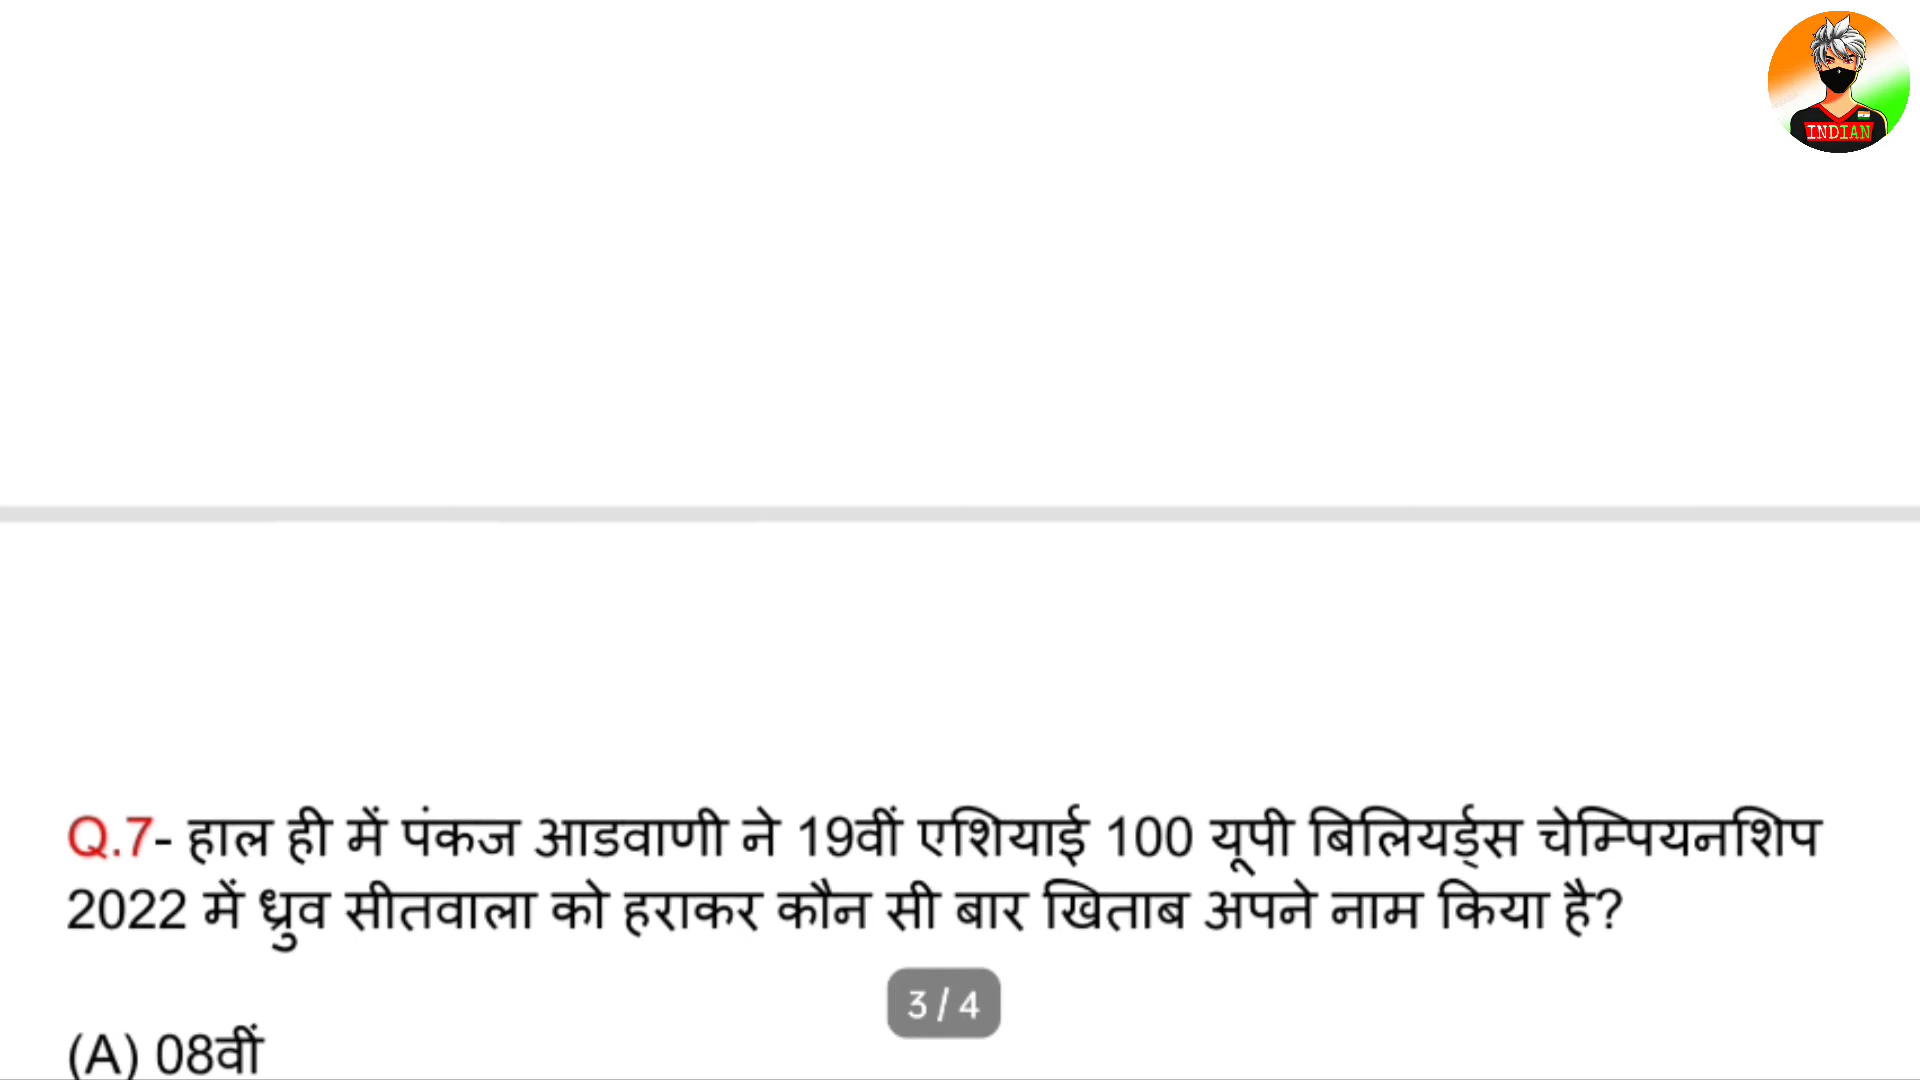 INDIAN
Q.7- हाल ही में पंकज आडवाणी ने 19वीं एशियाई 100 यूपी बिलियर्ड्स चेम्पियनशिप
2022 में ध्रुव सीतवाला को हराकर कौन सी बार खिताब अपने नाम किया है?
3 / 4
(A) 08वीं